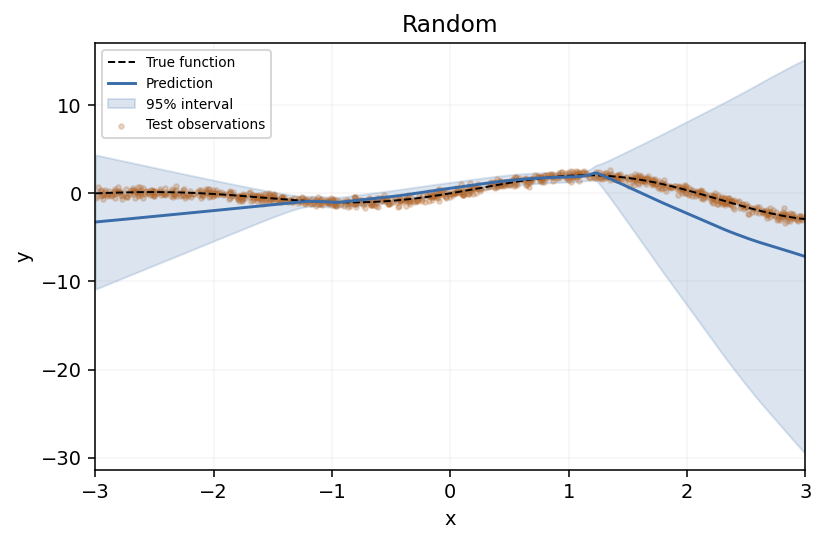 Random
True function
Prediction
95% interval
Test observations
10
0
−10
−20
−30
y
−3
−2
−1
0
1
2
3
x